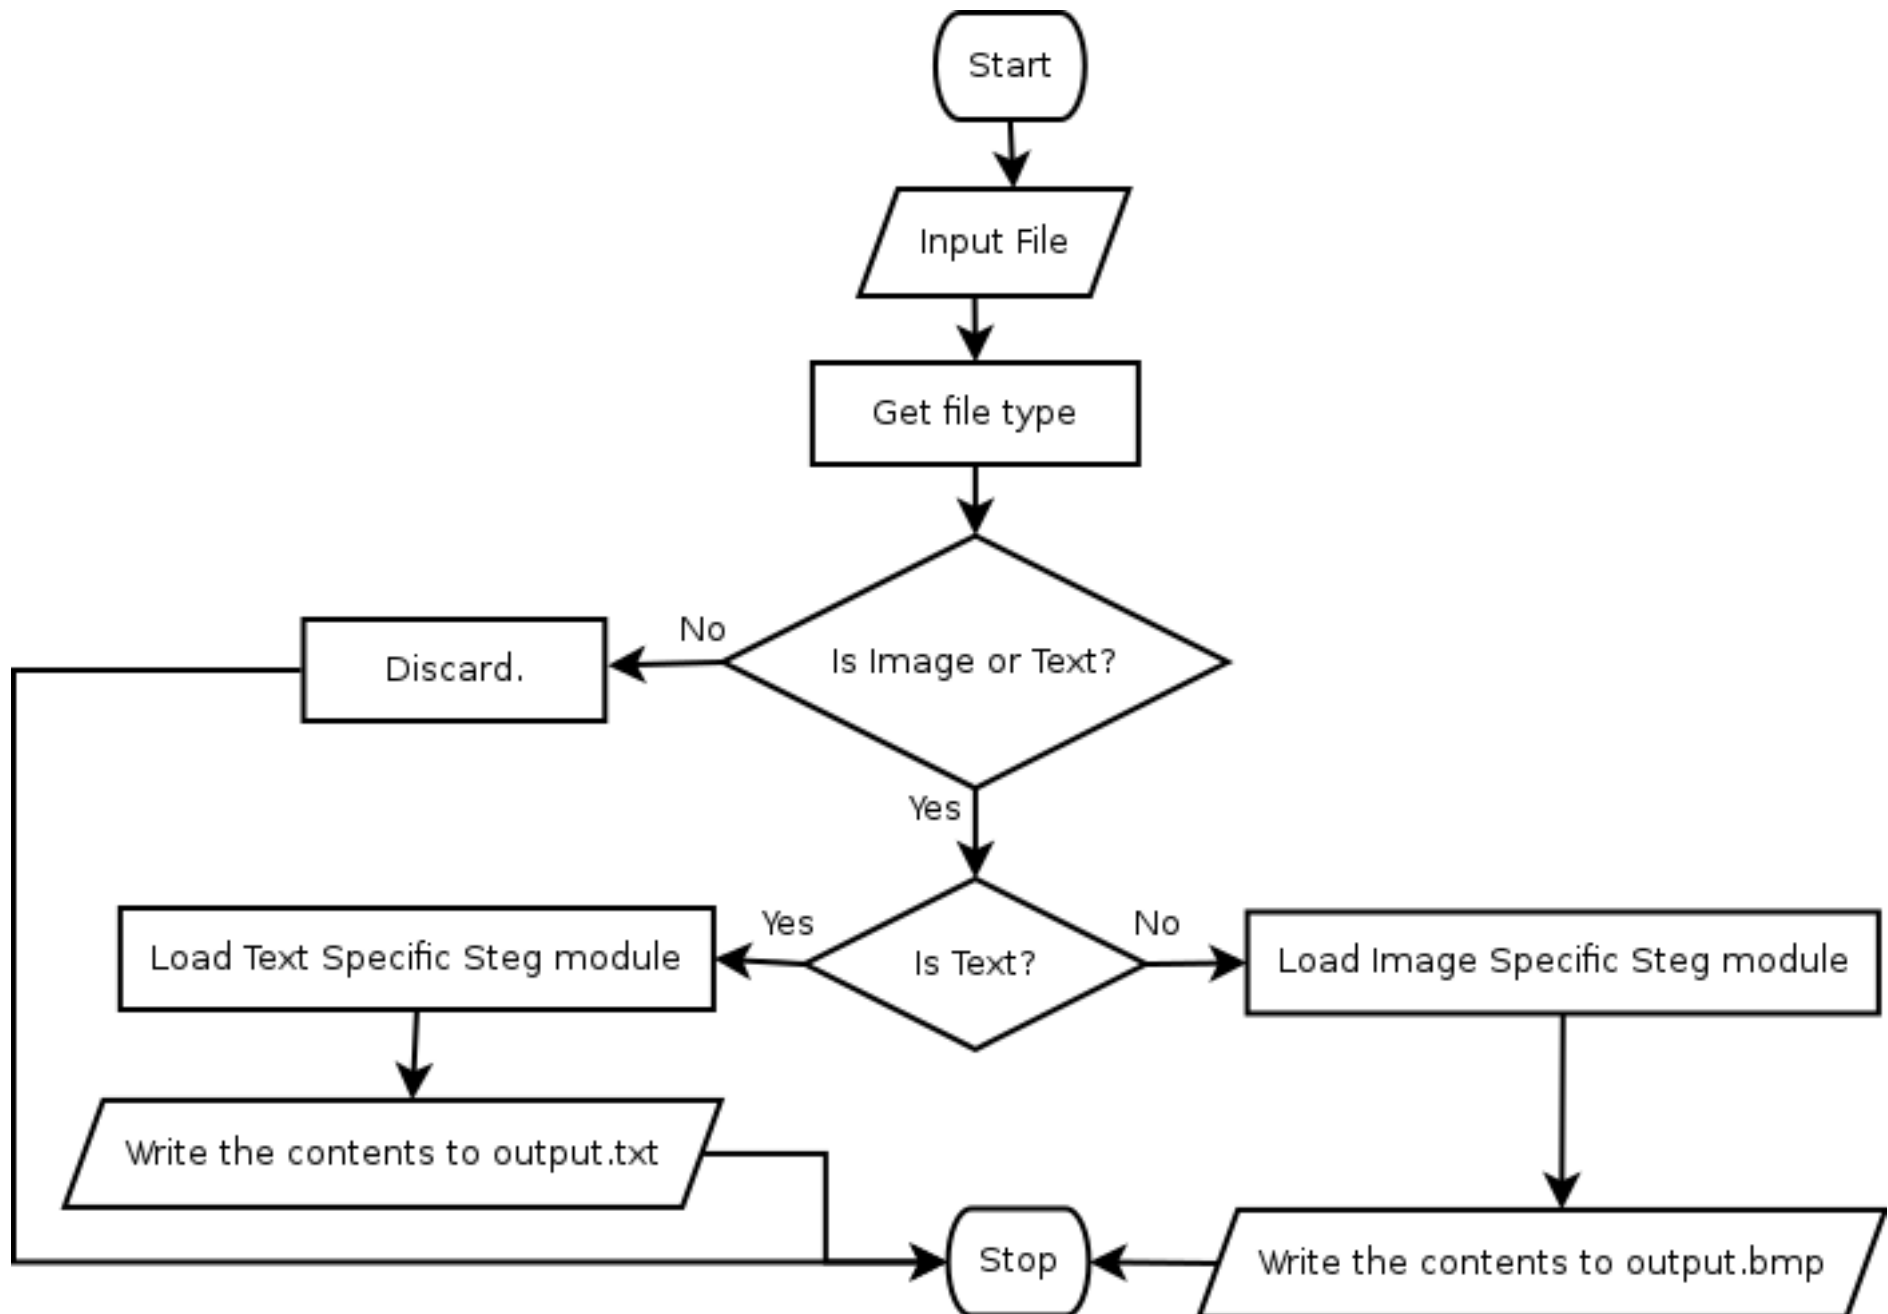 Start
Input File
Get file type
Is Image or Text?
No
Discard.
Yes
Is Text?
Yes
No
Load Text Specific Steg module
Load Image Specific Steg module
Write the contents to output.txt
Stop
Write the contents to output.bmp